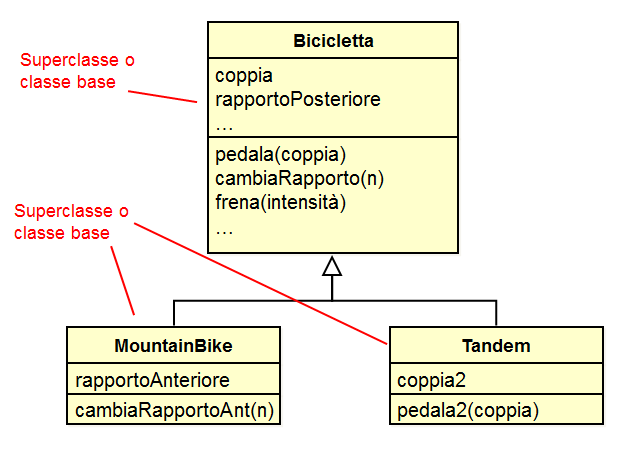 Bicicletta
Superclasse o
classe base
coppia
rapportoPosteriore
...
pedala(coppia)
cambiaRapporto(n)
frena(intensità)
...
Superclasse o
classe base
MountainBike
rapportoAnteriore
cambiaRapportoAnt(n)
Tandem
coppia2
pedala2(coppia)